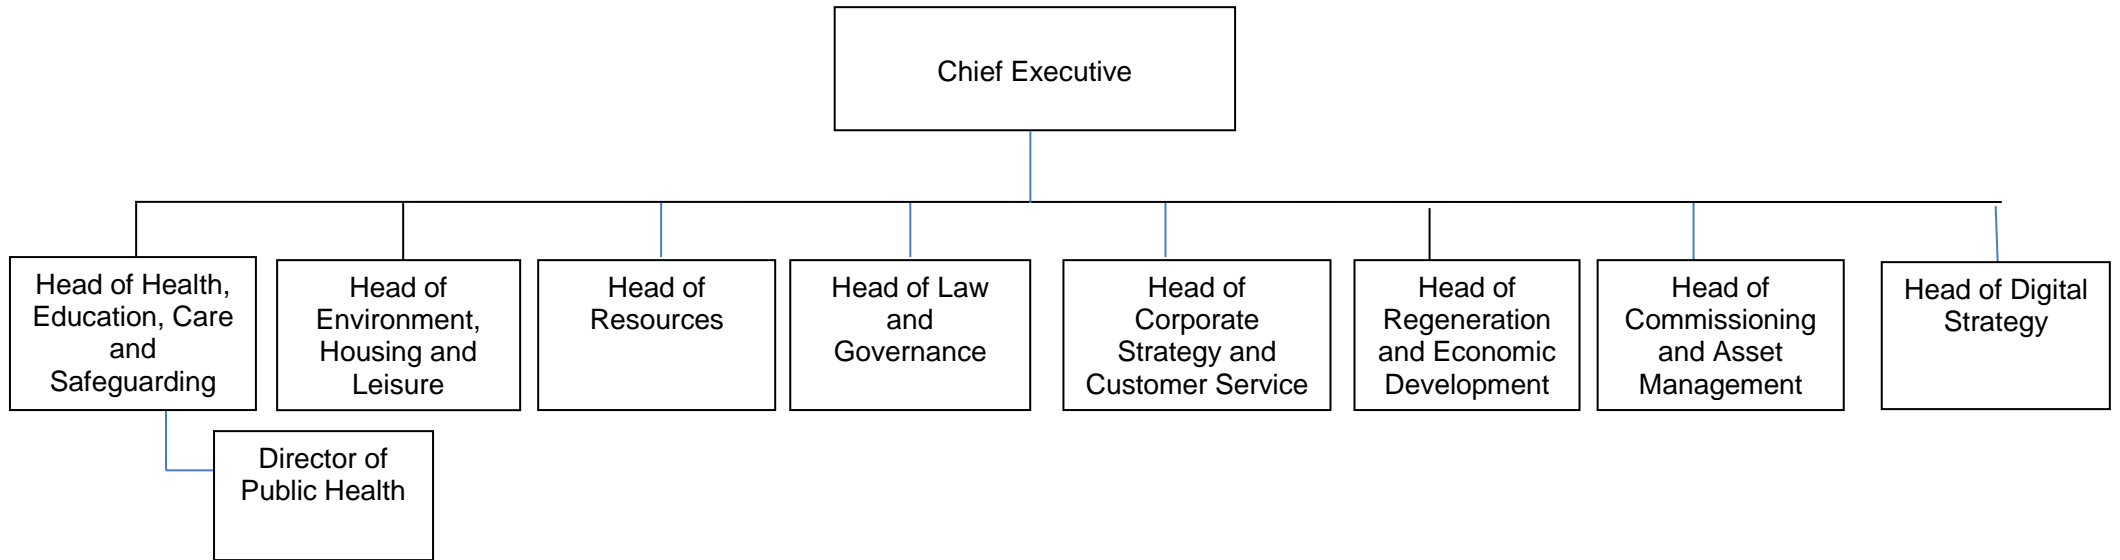 Chief Executive
Head of Health,
Education, Care
and
Safeguarding
Head of
Environment,
Housing and
Leisure
Head of
Resources
Head of Law
and
Governance
Head of
Corporate
Strategy and
Customer Service
Head of
Regeneration
and Economic
Development
Head of
Commissioning
and Asset
Management
Head of Digital
Strategy
Director of
Public Health